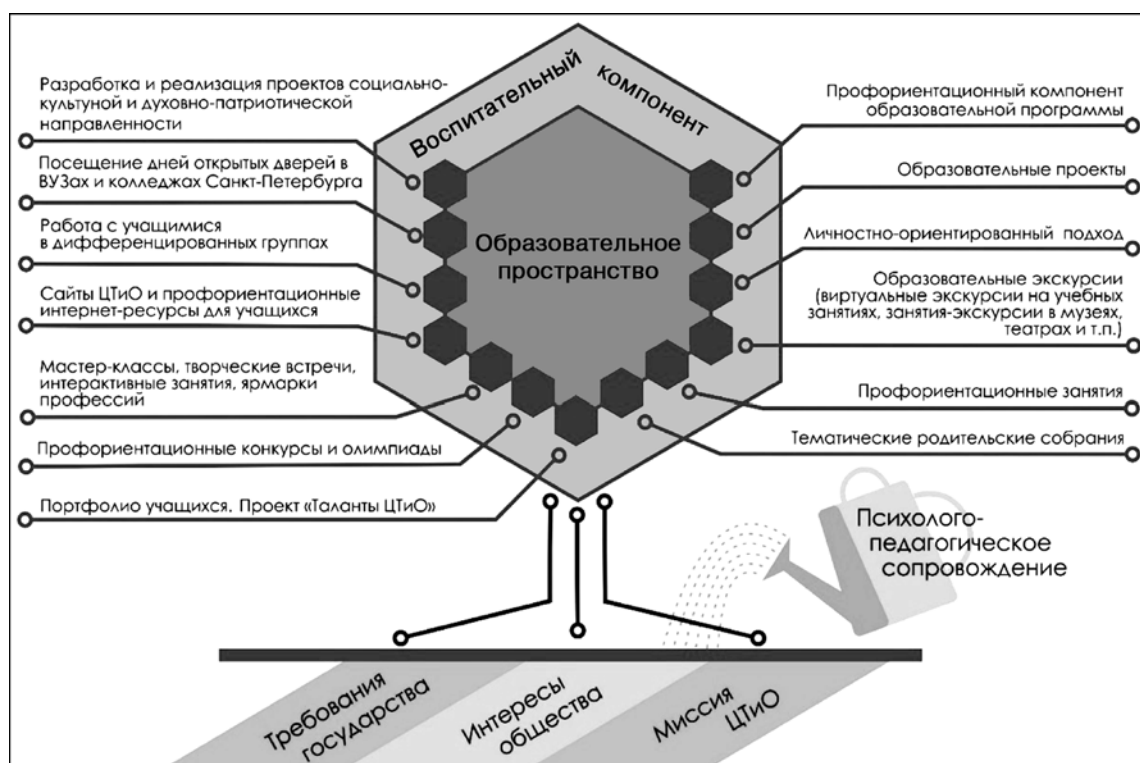 Воспитательный компонент
Разработка и реализация проектов социально-
культуной и духовно-патриотической
направленности
Посещение дней открытых дверей в
ВУЗах и колледжах Санкт-Петербурга
Работа с учащимися
в дифференцированных группах
Сайты ЦТиО и профориентационные
интернет-ресурсы для учащихся
Мастер-классы, творческие встречи,
интерактивные занятия, ярмарки
профессий
Профориентационные конкурсы и олимпиады
Портфолио учащихся. Проект «Таланты ЦТиО»
Образовательное
пространство
Профориентационный компонент
образовательной программы
Образовательные проекты
Личностно-ориентированный подход
Образовательные экскурсии
(виртуальные экскурсии на учебных
занятиях, занятия-экскурсии в музеях,
театрах и т.п.)
Профориентационные занятия
Тематические родительские собрания
Психолого-
педагогическое
сопровождение
Требования
государства
Интересы
общества
Миссия
ЦТиО